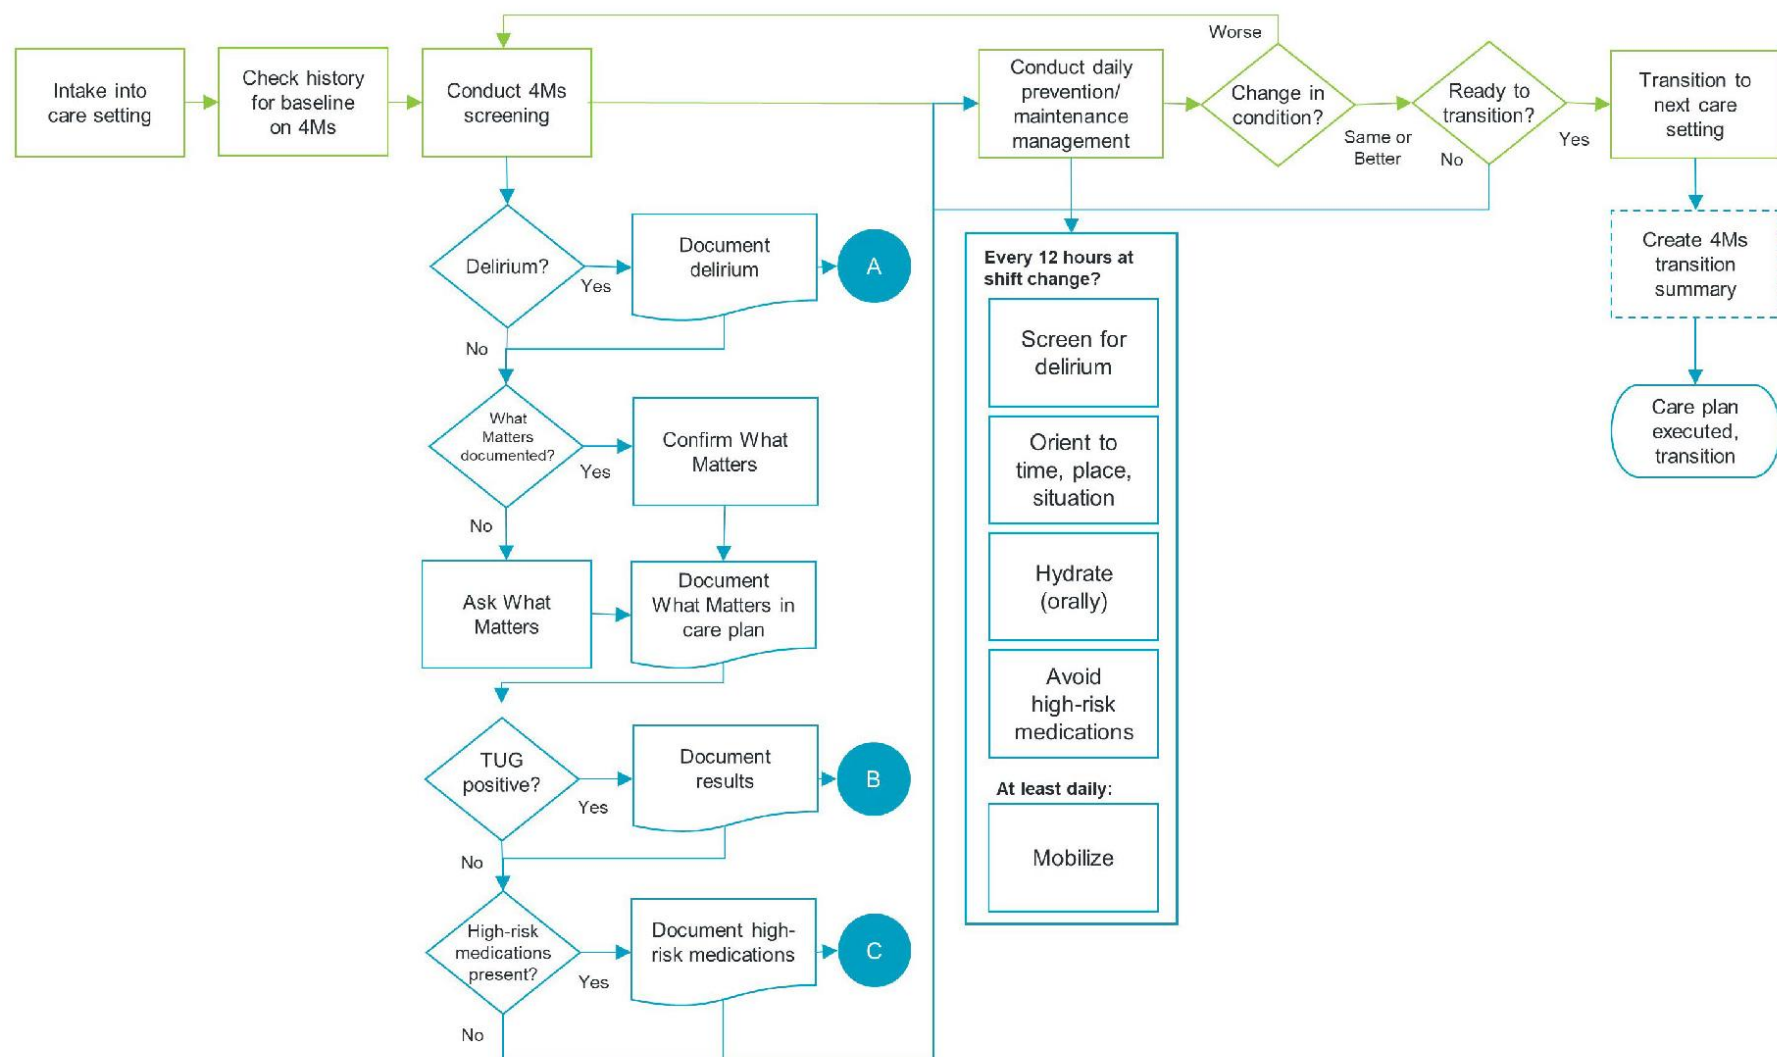 Intake into
care setting
Check history
for baseline
on 4Ms
Conduct 4Ms
screening
Conduct daily
prevention/
maintenance
management
Worse
Change in
condition?
Same or
Better
Ready to
transition?
No
Yes
Transition to
next care
setting
Delirium?
Yes
No
Document
delirium
A
Every 12 hours at
shift change?
Screen for
delirium
Orient to
time, place,
situation
Hydrate
(orally)
Avoid
high-risk
medications
At least daily:
Mobilize
Create 4Ms
transition
summary
Care plan
executed,
transition
What
Matters
documented?
Yes
No
Confirm What
Matters
Ask What
Matters
Document
What Matters in
care plan
TUG
positive?
Yes
No
Document
results
B
High-risk
medications
present?
Yes
No
Document high-
risk medications
C